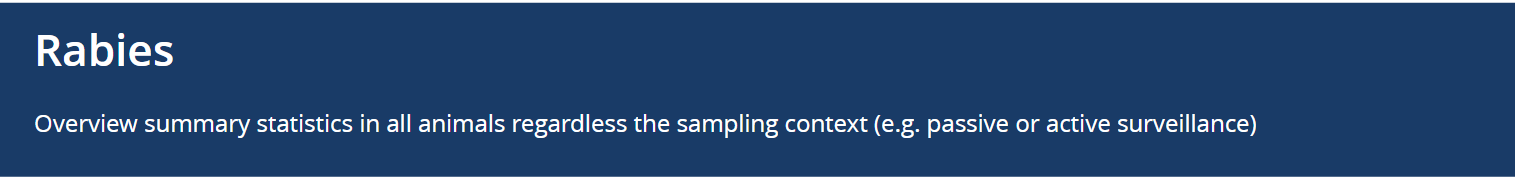 Rabies
Overview summary statistics in all animals regardless the sampling context (e.g. passive or active surveillance)